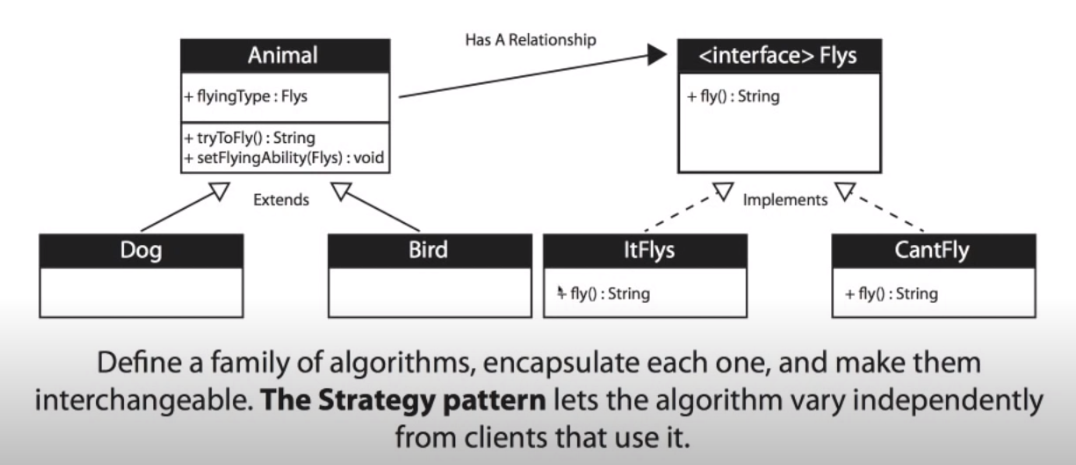 Has A Relationship
Animal
+ flyingType : Flys
+ tryToFly() : String
+ setFlyingAbility(Flys) : void
<interface> Flys
+ fly() : String
Extends
Implements
Dog
Bird
ItFlys
+ fly() : String
CantFly
+ fly() : String
Define a family of algorithms, encapsulate each one, and make them
interchangeable. The Strategy pattern lets the algorithm vary independently
from clients that use it.